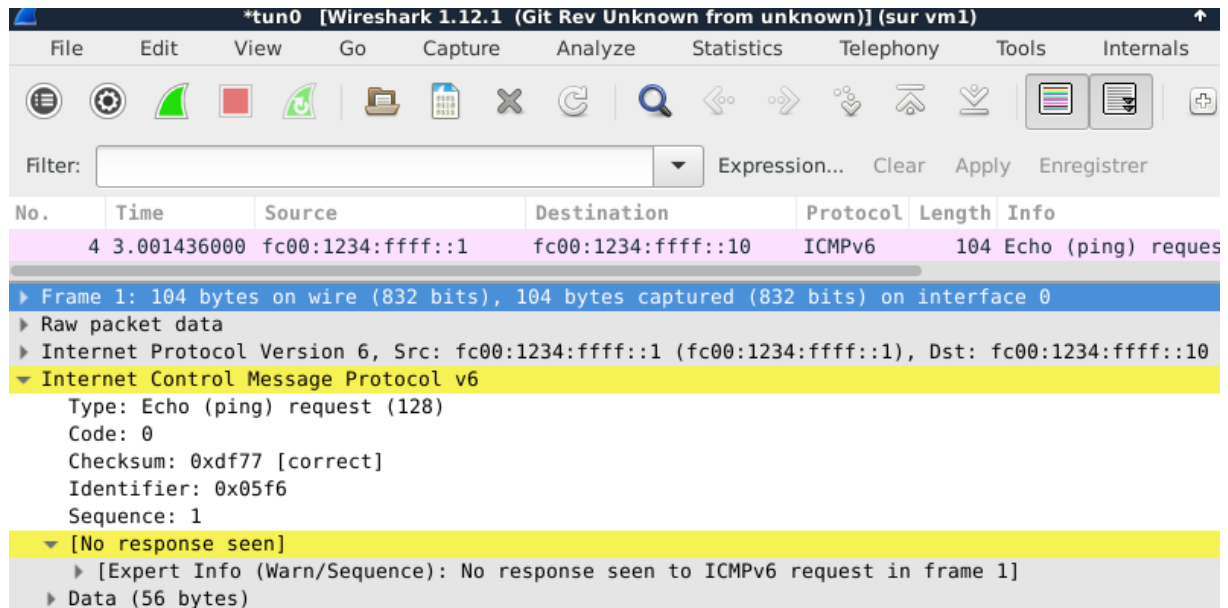 *tun0 [Wireshark 1.12.1 (Git Rev Unknown from unknown)] (sur vm1)
File Edit View Go Capture Analyze Statistics Telephony Tools Internals
Filter: Expression... Clear Apply Enregistrer
No. Time Source Destination Protocol Length Info
4 3.001436000 fc00:1234:ffff::1 fc00:1234:ffff::10 ICMPv6 104 Echo (ping) reques
Frame 1: 104 bytes on wire (832 bits), 104 bytes captured (832 bits) on interface 0
Raw packet data
Internet Protocol Version 6, Src: fc00:1234:ffff::1 (fc00:1234:ffff::1), Dst: fc00:1234:ffff::10
Internet Control Message Protocol v6
Type: Echo (ping) request (128)
Code: 0
Checksum: 0xdf77 [correct]
Identifier: 0x05f6
Sequence: 1
[No response seen]
[Expert Info (Warn/Sequence): No response seen to ICMPv6 request in frame 1]
Data (56 bytes)